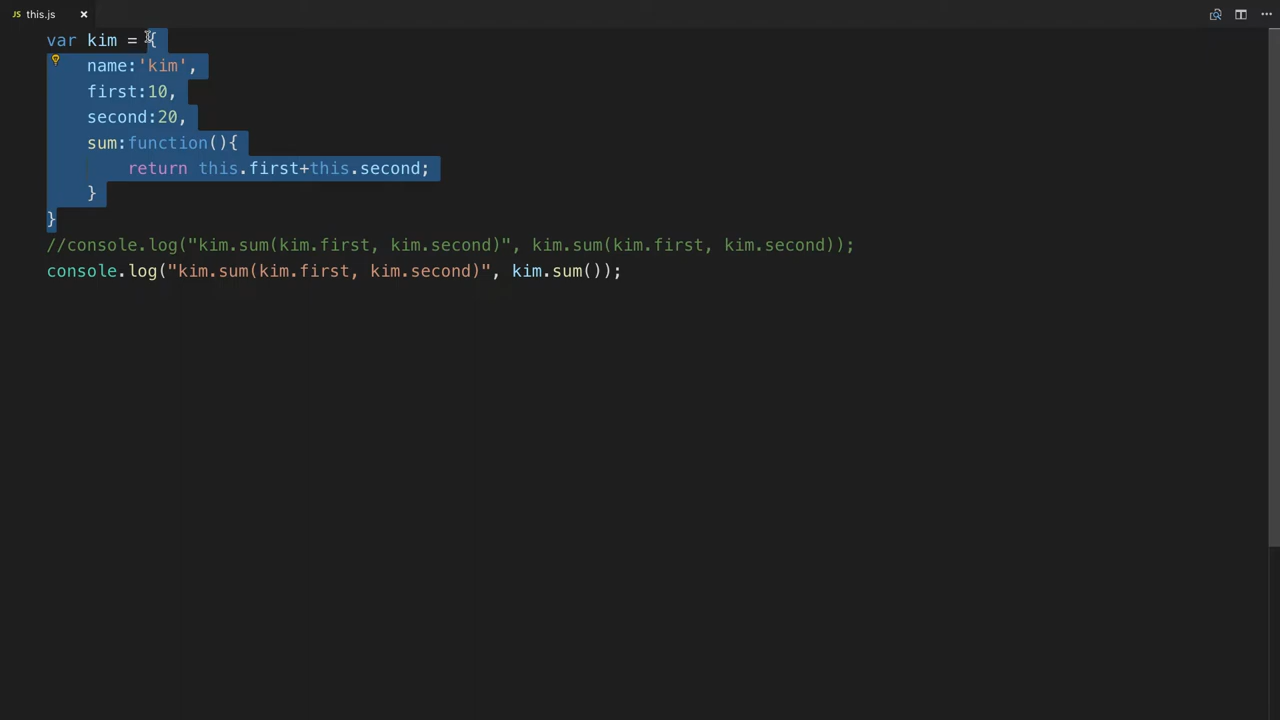 JS this.js ×
var kim = {
    name:'kim',
    first:10,
    second:20,
    sum:function(){
        return this.first+this.second;
    }
}
//console.log("kim.sum(kim.first, kim.second)", kim.sum(kim.first, kim.second));
console.log("kim.sum(kim.first, kim.second)", kim.sum());